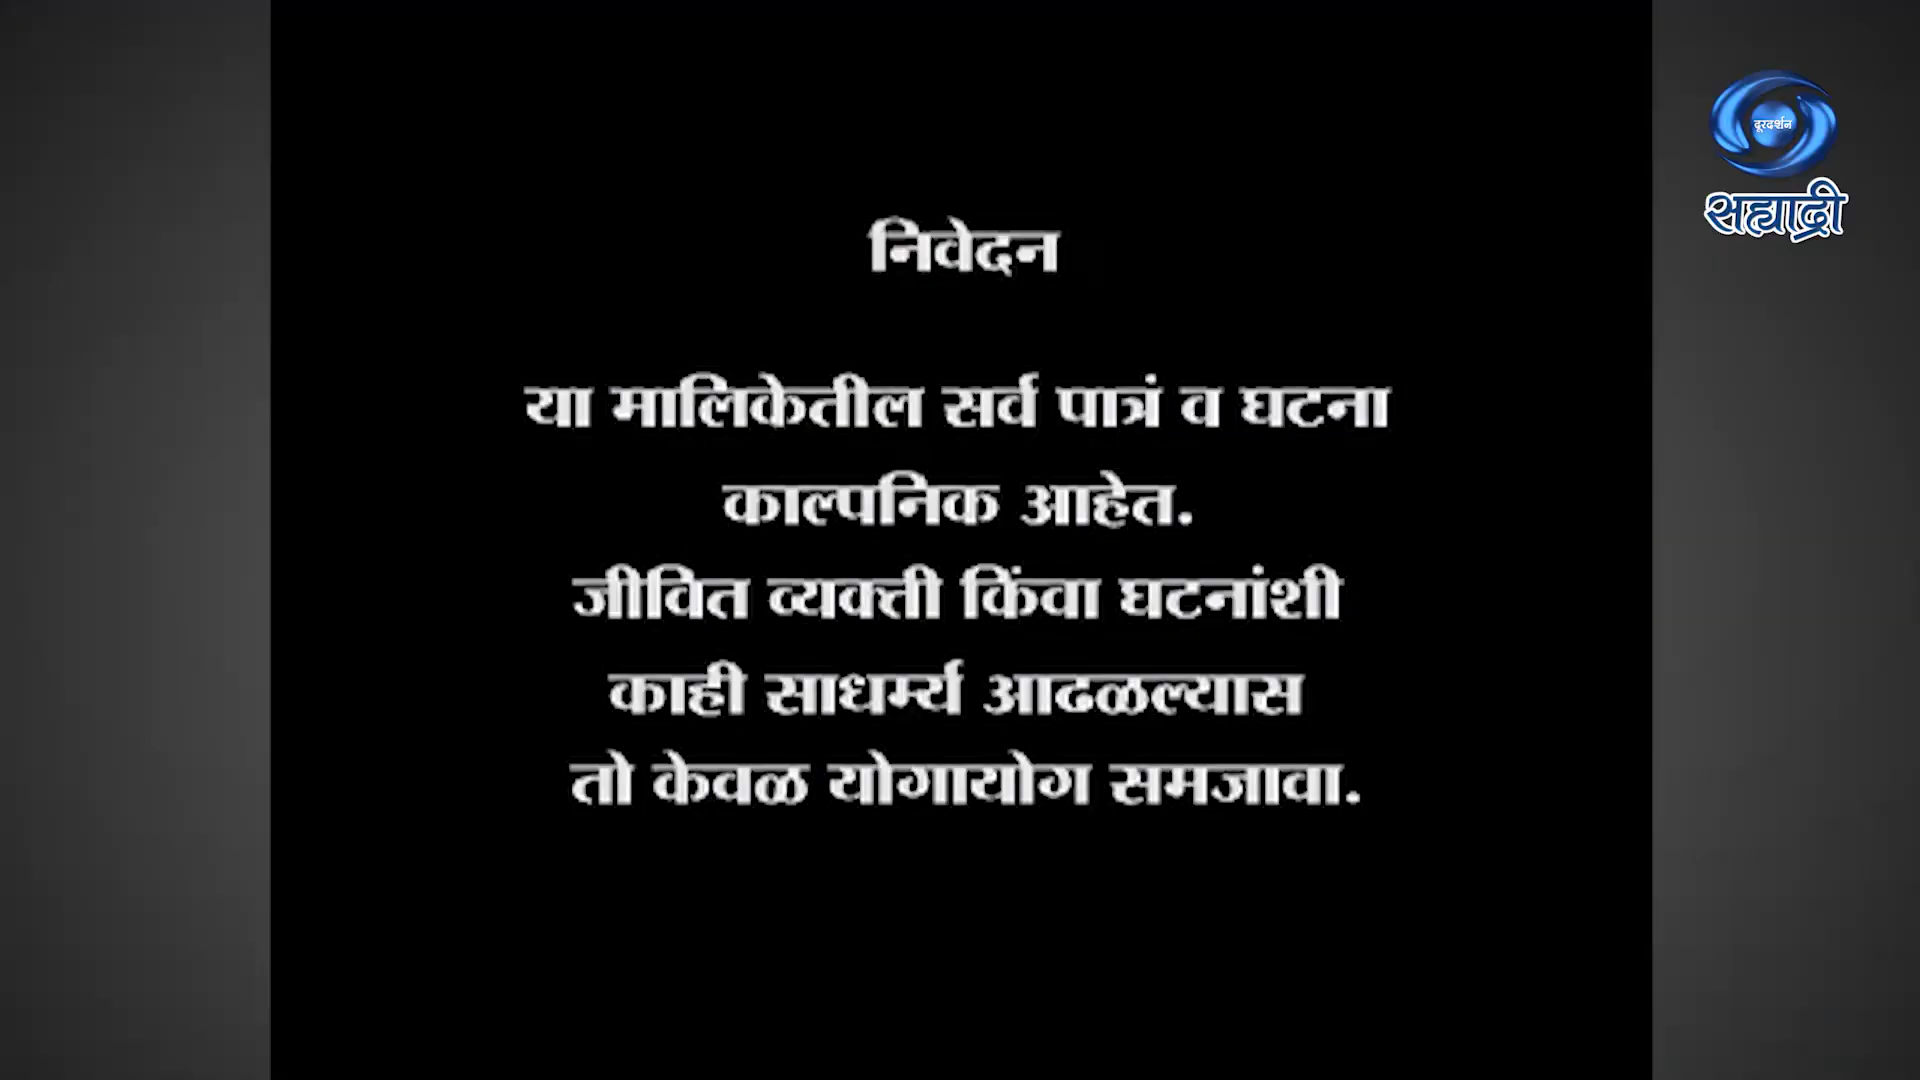 दूरदर्शन
सह्याद्री
निवेदन
या मालिकेतील सर्व पात्रं व घटना
काल्पनिक आहेत.
जीवित व्यक्ती किंवा घटनांशी
काही साधर्म्य आढळल्यास
तो केवळ योगायोग समजावा.